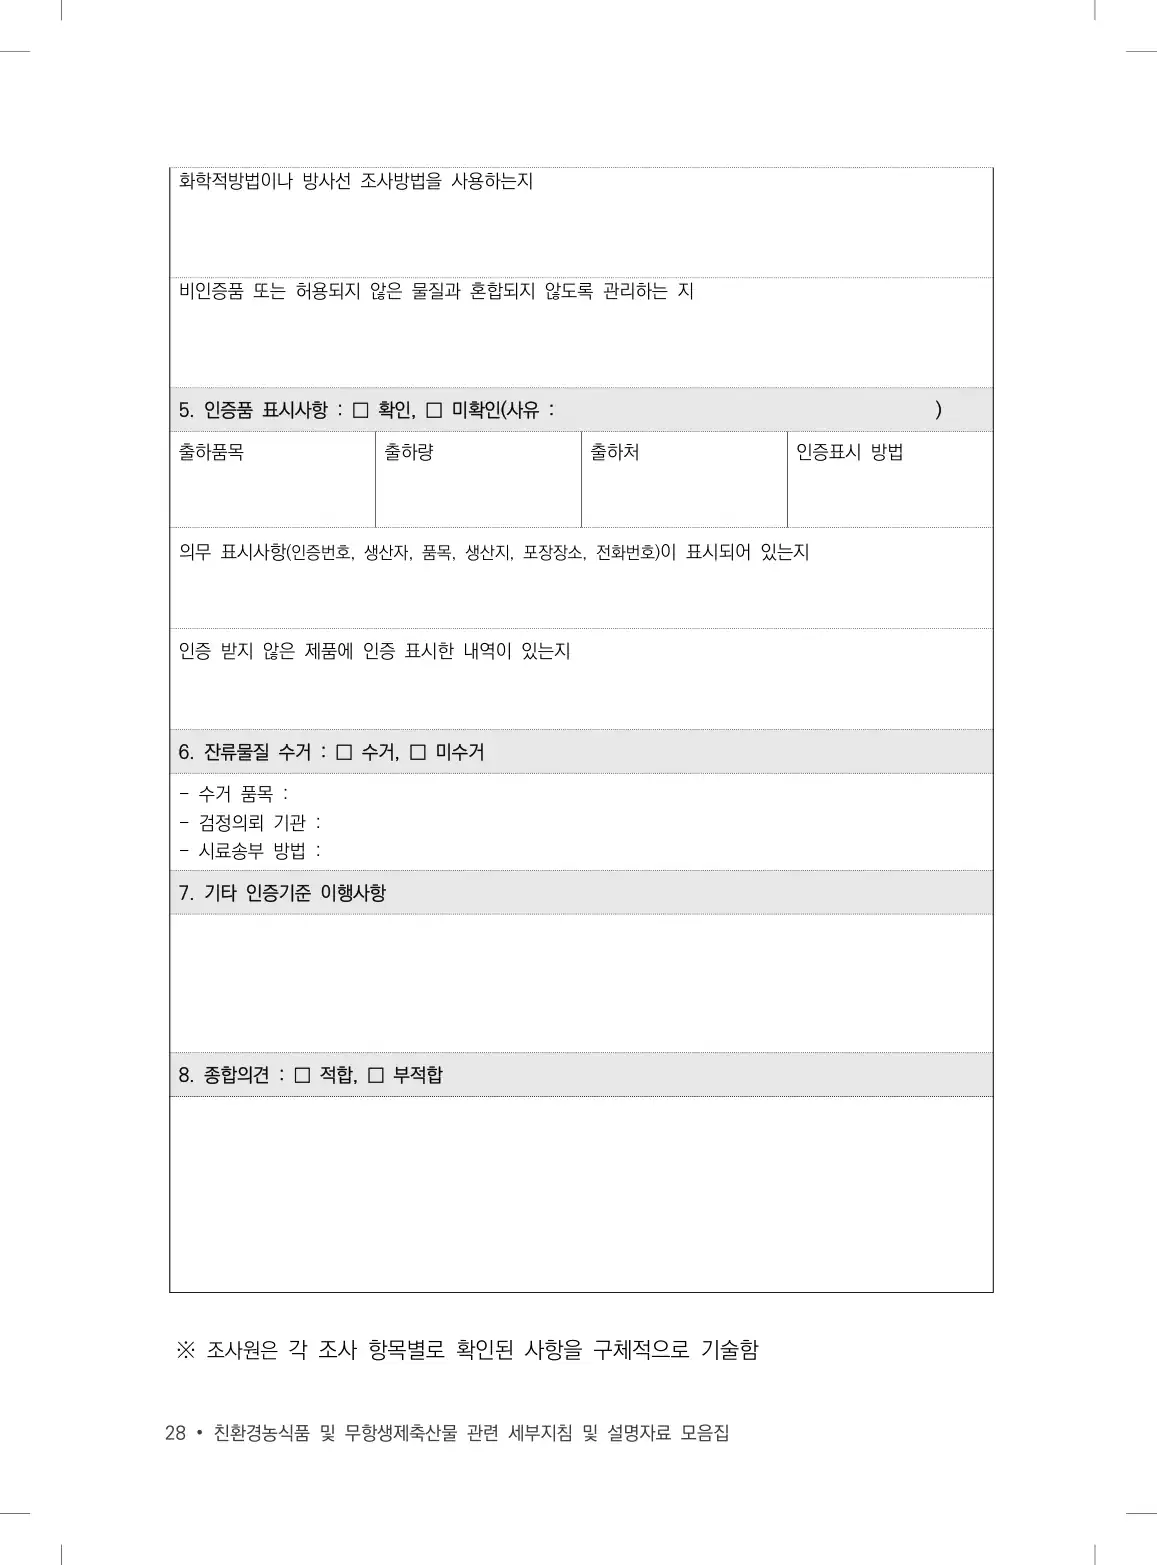 화학적방법이나 방사선 조사방법을 사용하는지
비인증품 또는 허용되지 않은 물질과 혼합되지 않도록 관리하는 지
5. 인증품 표시사항 : □ 확인, □ 미확인(사유 : )
출하품목 출하량 출하처 인증표시 방법
의무 표시사항(인증번호, 생산자, 품목, 생산지, 포장장소, 전화번호)이 표시되어 있는지
인증 받지 않은 제품에 인증 표시한 내역이 있는지
6. 잔류물질 수거 : □ 수거, □ 미수거
- 수거 품목 :
- 검정의뢰 기관 :
- 시료송부 방법 :
7. 기타 인증기준 이행사항
8. 종합의견 : □ 적합, □ 부적합
※ 조사원은 각 조사 항목별로 확인된 사항을 구체적으로 기술함
28 • 친환경농식품 및 무항생제축산물 관련 세부지침 및 설명자료 모음집